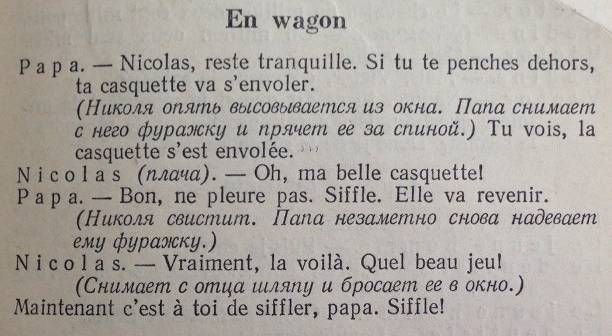 En wagon
Papa. — Nicolas, reste tranquille. Si tu te penches dehors,
ta casquette va s'envoler.
(Николя опять высовывается из окна. Папа снимает
с него фуражку и прячет ее за спиной.) Tu vois, la
casquette s'est envolée.
Nicolas (плача). — Oh, ma belle casquette!
Papa. — Bon, ne pleure pas. Siffle. Elle va revenir.
(Николя свистит. Папа незаметно снова надевает
ему фуражку.)
Nicolas. — Vraiment, la voilà. Quel beau jeu!
(Снимает с отца шляпу и бросает ее в окно.)
Maintenant c'est à toi de siffler, papa. Siffle!